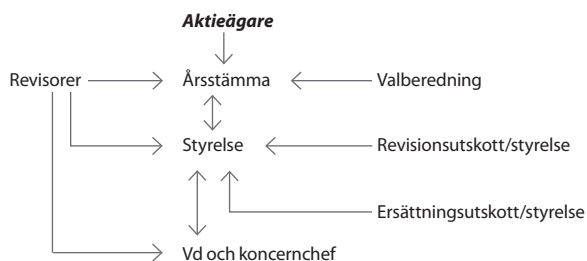 Aktieägare
Revisorer
Årsstämma
Valberedning
Styrelse
Revisionsutskott/styrelse
Ersättningsutskott/styrelse
Vd och koncernchef